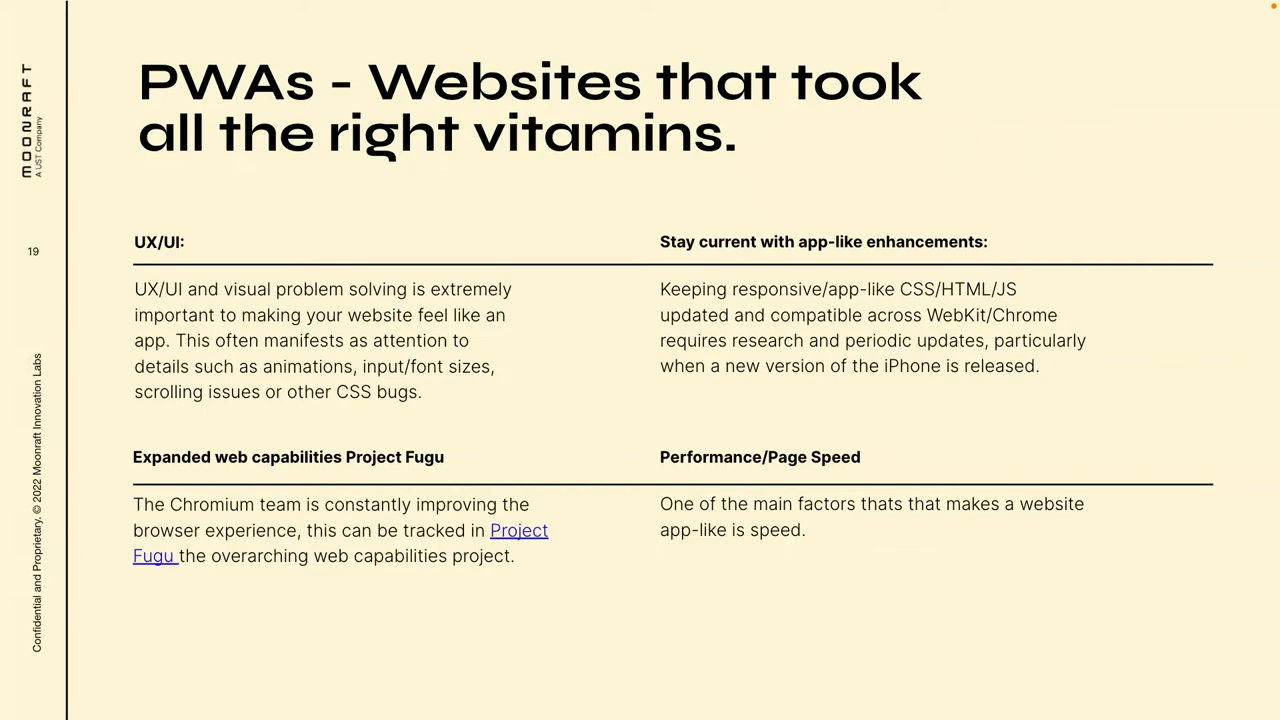 PWAs - Websites that took
all the right vitamins.
MOONRAFT
A UST Company
19
Confidential and Proprietary, © 2022 Moonraft Innovation Labs
UX/UI:
UX/UI and visual problem solving is extremely
important to making your website feel like an
app. This often manifests as attention to
details such as animations, input/font sizes,
scrolling issues or other CSS bugs.
Stay current with app-like enhancements:
Keeping responsive/app-like CSS/HTML/JS
updated and compatible across WebKit/Chrome
requires research and periodic updates, particularly
when a new version of the iPhone is released.
Expanded web capabilities Project Fugu
The Chromium team is constantly improving the
browser experience, this can be tracked in Project
Fugu the overarching web capabilities project.
Performance/Page Speed
One of the main factors thats that makes a website
app-like is speed.